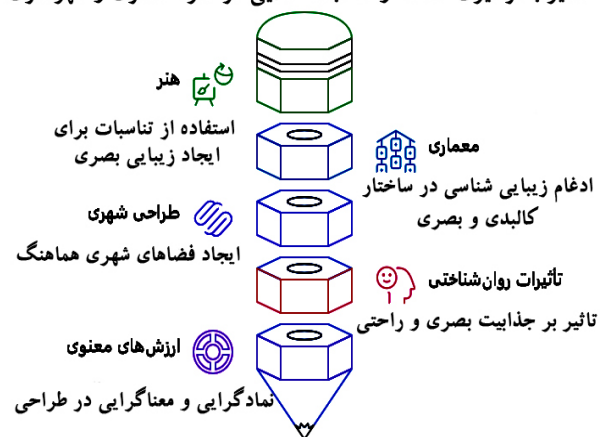 هنر
استفاده از تناسبات برای
ایجاد زیبایی بصری
معماری
ادغام زیبایی شناسی در ساختار
کالبدی و بصری
طراحی شهری
ایجاد فضاهای شهری هماهنگ
تأثیرات روان‌شناختی
تاثیر بر جذابیت بصری و راحتی
ارزش‌های معنوی
نمادگرایی و معناگرایی در طراحی